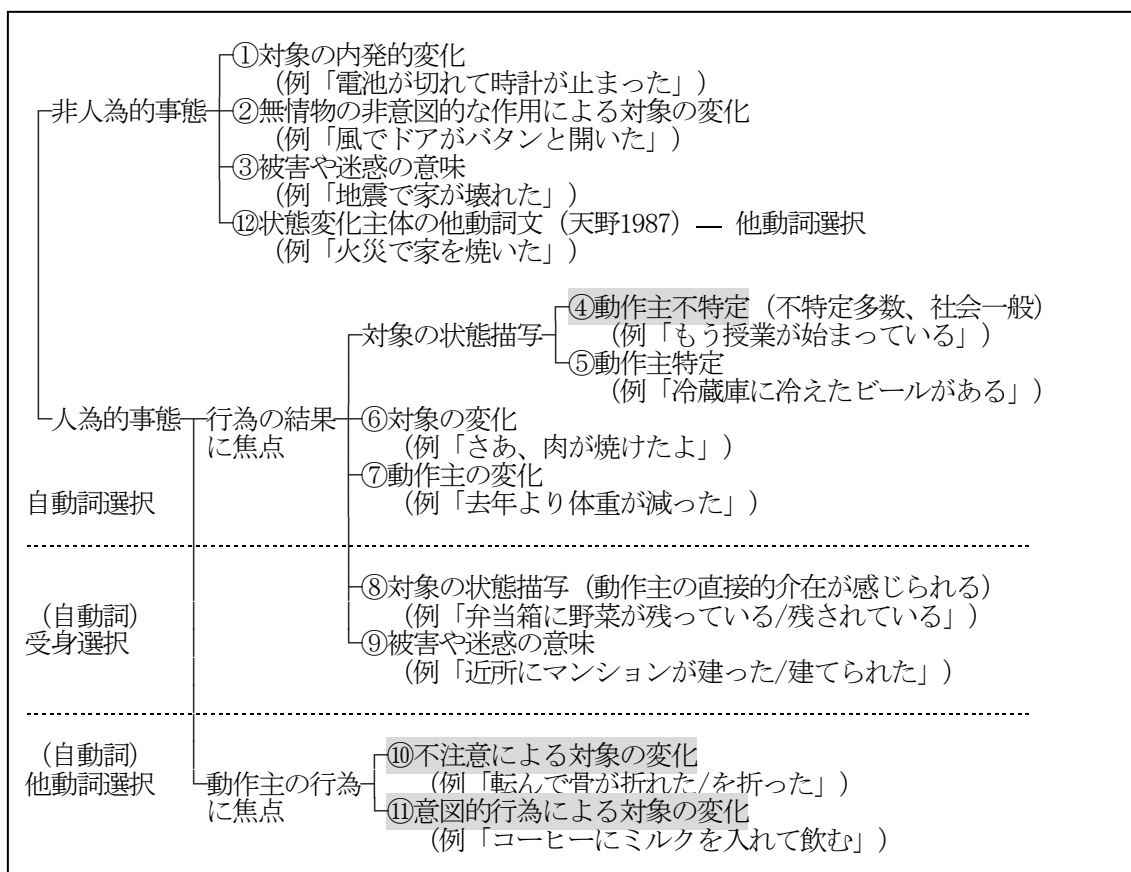 ①対象の内発的変化
(例「電池が切れて時計が止まった」)
非人為的事態
②無情物の非意図的な作用による対象の変化
(例「風でドアがバタンと開いた」)
③被害や迷惑の意味
(例「地震で家が壊れた」)
⑫状態変化主体の他動詞文(天野1987) ― 他動詞選択
(例「火災で家を焼いた」)
④動作主不特定(不特定多数、社会一般)
対象の状態描写
(例「もう授業が始まっている」)
⑤動作主特定
(例「冷蔵庫に冷えたビールがある」)
人為的事態
行為の結果
に焦点
⑥対象の変化
(例「さあ、肉が焼けたよ」)
⑦動作主の変化
(例「去年より体重が減った」)
自動詞選択
⑧対象の状態描写(動作主の直接的介在が感じられる)
(例「弁当箱に野菜が残っている/残されている」)
(自動詞)
受身選択
⑨被害や迷惑の意味
(例「近所にマンションが建った/建てられた」)
(自動詞)
他動詞選択
動作主の行為
に焦点
⑩不注意による対象の変化
(例「転んで骨が折れた/を折った」)
⑪意図的行為による対象の変化
(例「コーヒーにミルクを入れて飲む」)